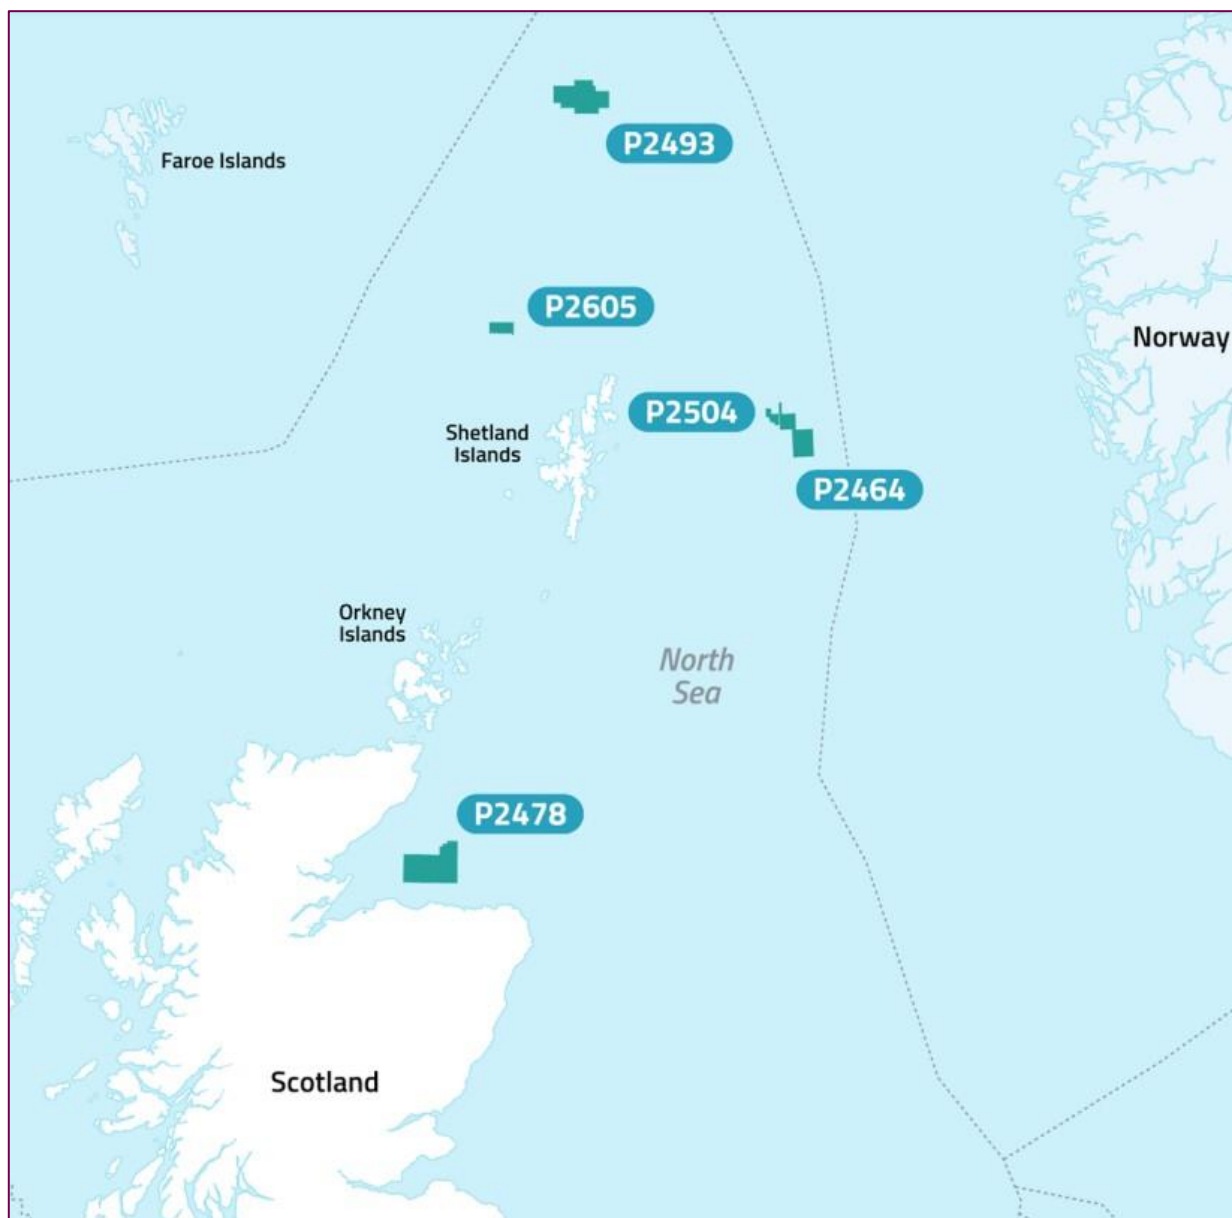 P2493
Faroe Islands
P2605
Norway
P2504
Shetland
Islands
P2464
Orkney
Islands
North
Sea
P2478
Scotland